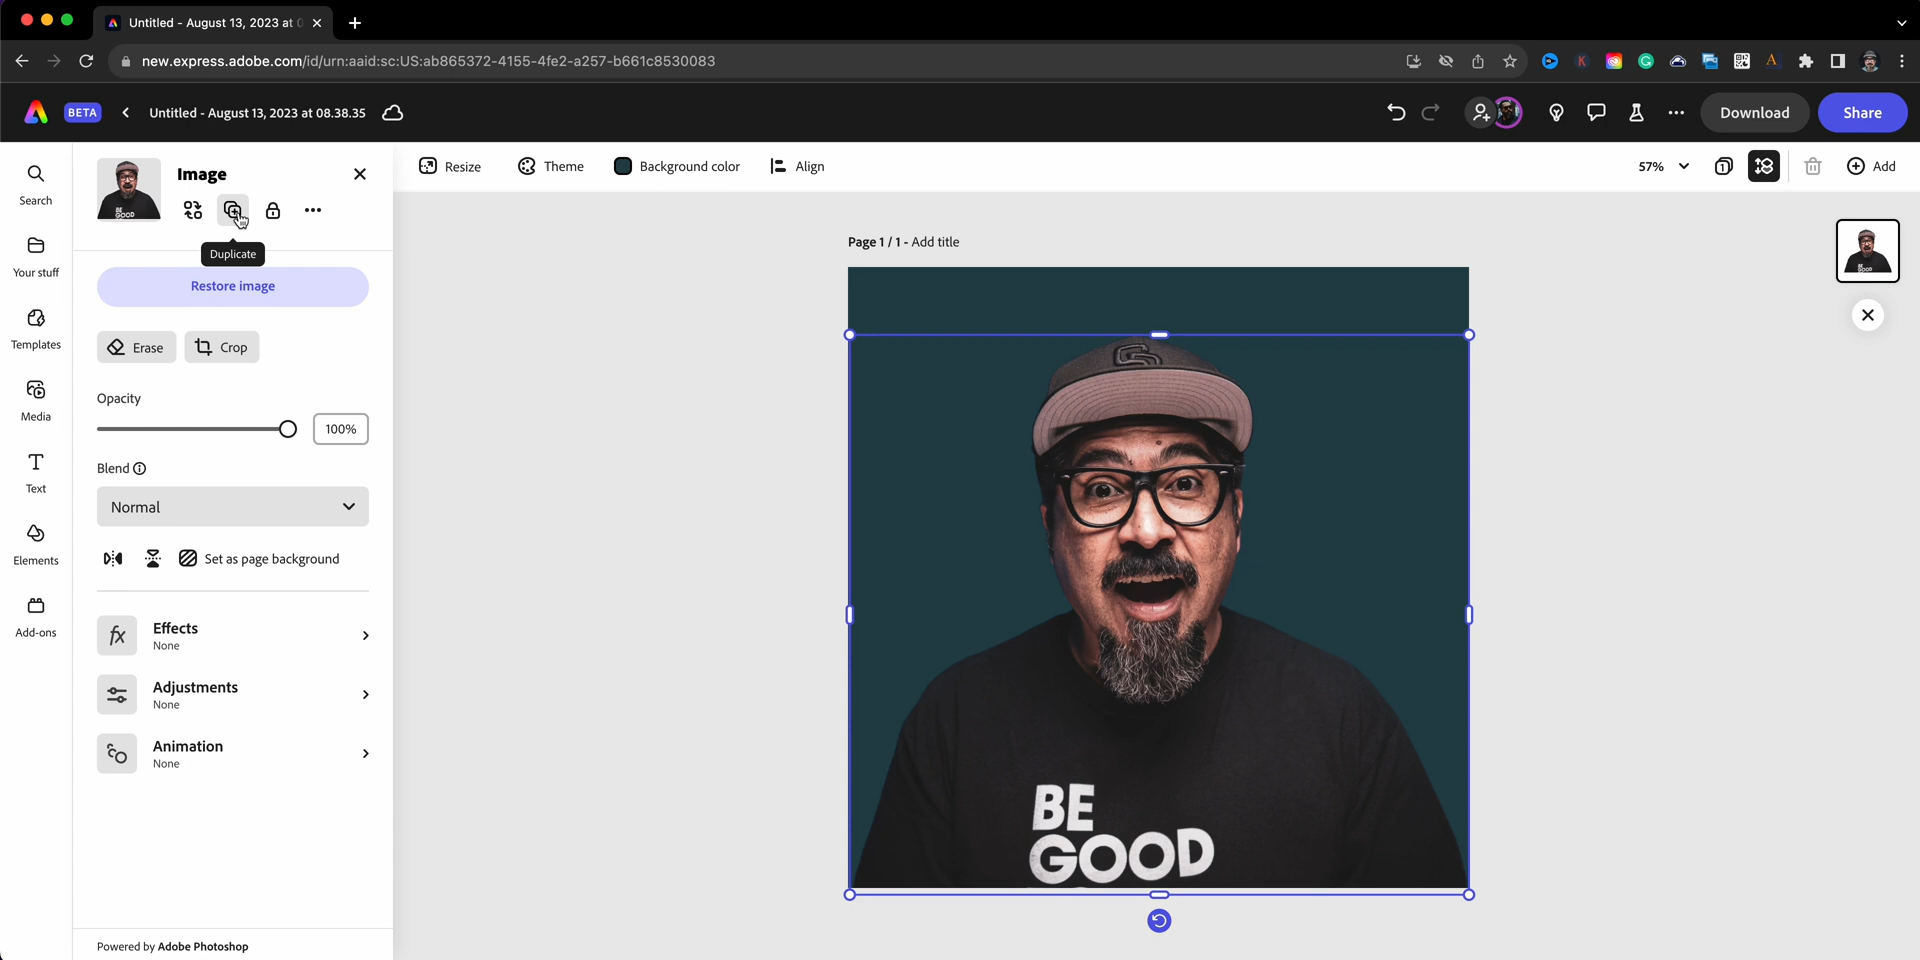 Untitled - August 13, 2023 at 0
new.express.adobe.com/id/urn:aaid:sc:US:ab865372-4155-4fe2-a257-b661c8530083
BETA
Untitled - August 13, 2023 at 08.38.35
Download
Share
Search
Your stuff
Templates
Media
Text
Elements
Add-ons
Image
Duplicate
Restore image
Erase
Crop
Opacity
100%
Blend
Normal
Set as page background
Effects
None
Adjustments
None
Animation
None
Powered by Adobe Photoshop
Resize
Theme
Background color
Align
57%
Add
Page 1 / 1 - Add title
BE
GOOD